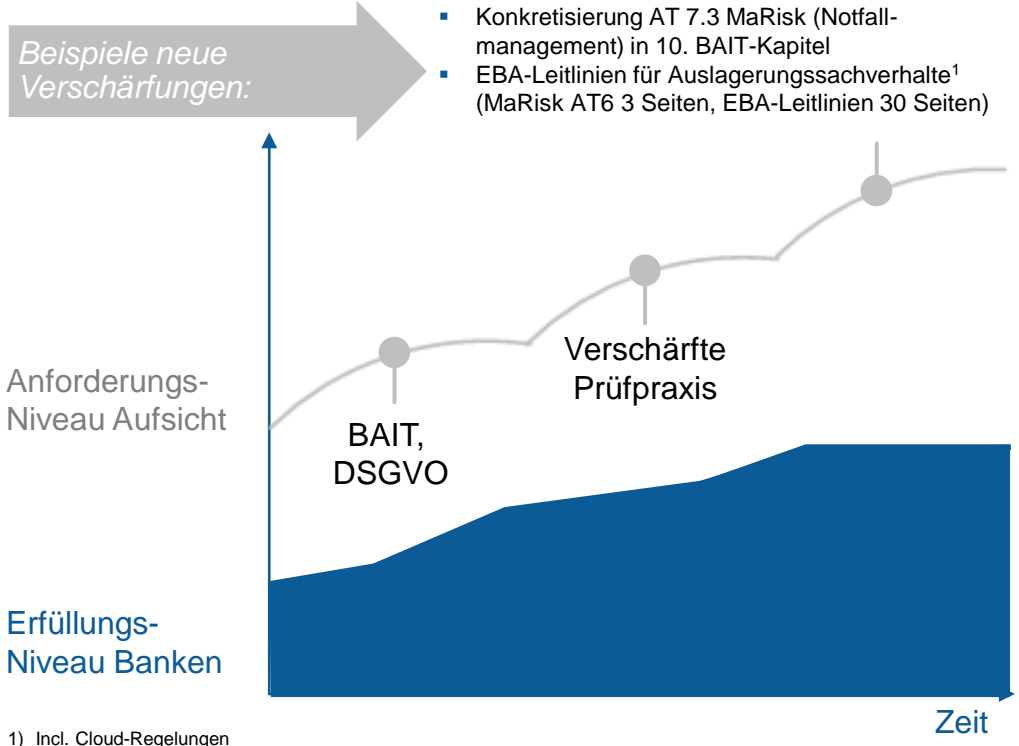 Beispiele neue
Verschärfungen:
▪ Konkretisierung AT 7.3 MaRisk (Notfall-
management) in 10. BAIT-Kapitel
▪ EBA-Leitlinien für Auslagerungssachverhalte¹
(MaRisk AT6 3 Seiten, EBA-Leitlinien 30 Seiten)
Anforderungs-
Niveau Aufsicht
BAIT,
DSGVO
Verschärfte
Prüfpraxis
Erfüllungs-
Niveau Banken
Zeit
1) Incl. Cloud-Regelungen